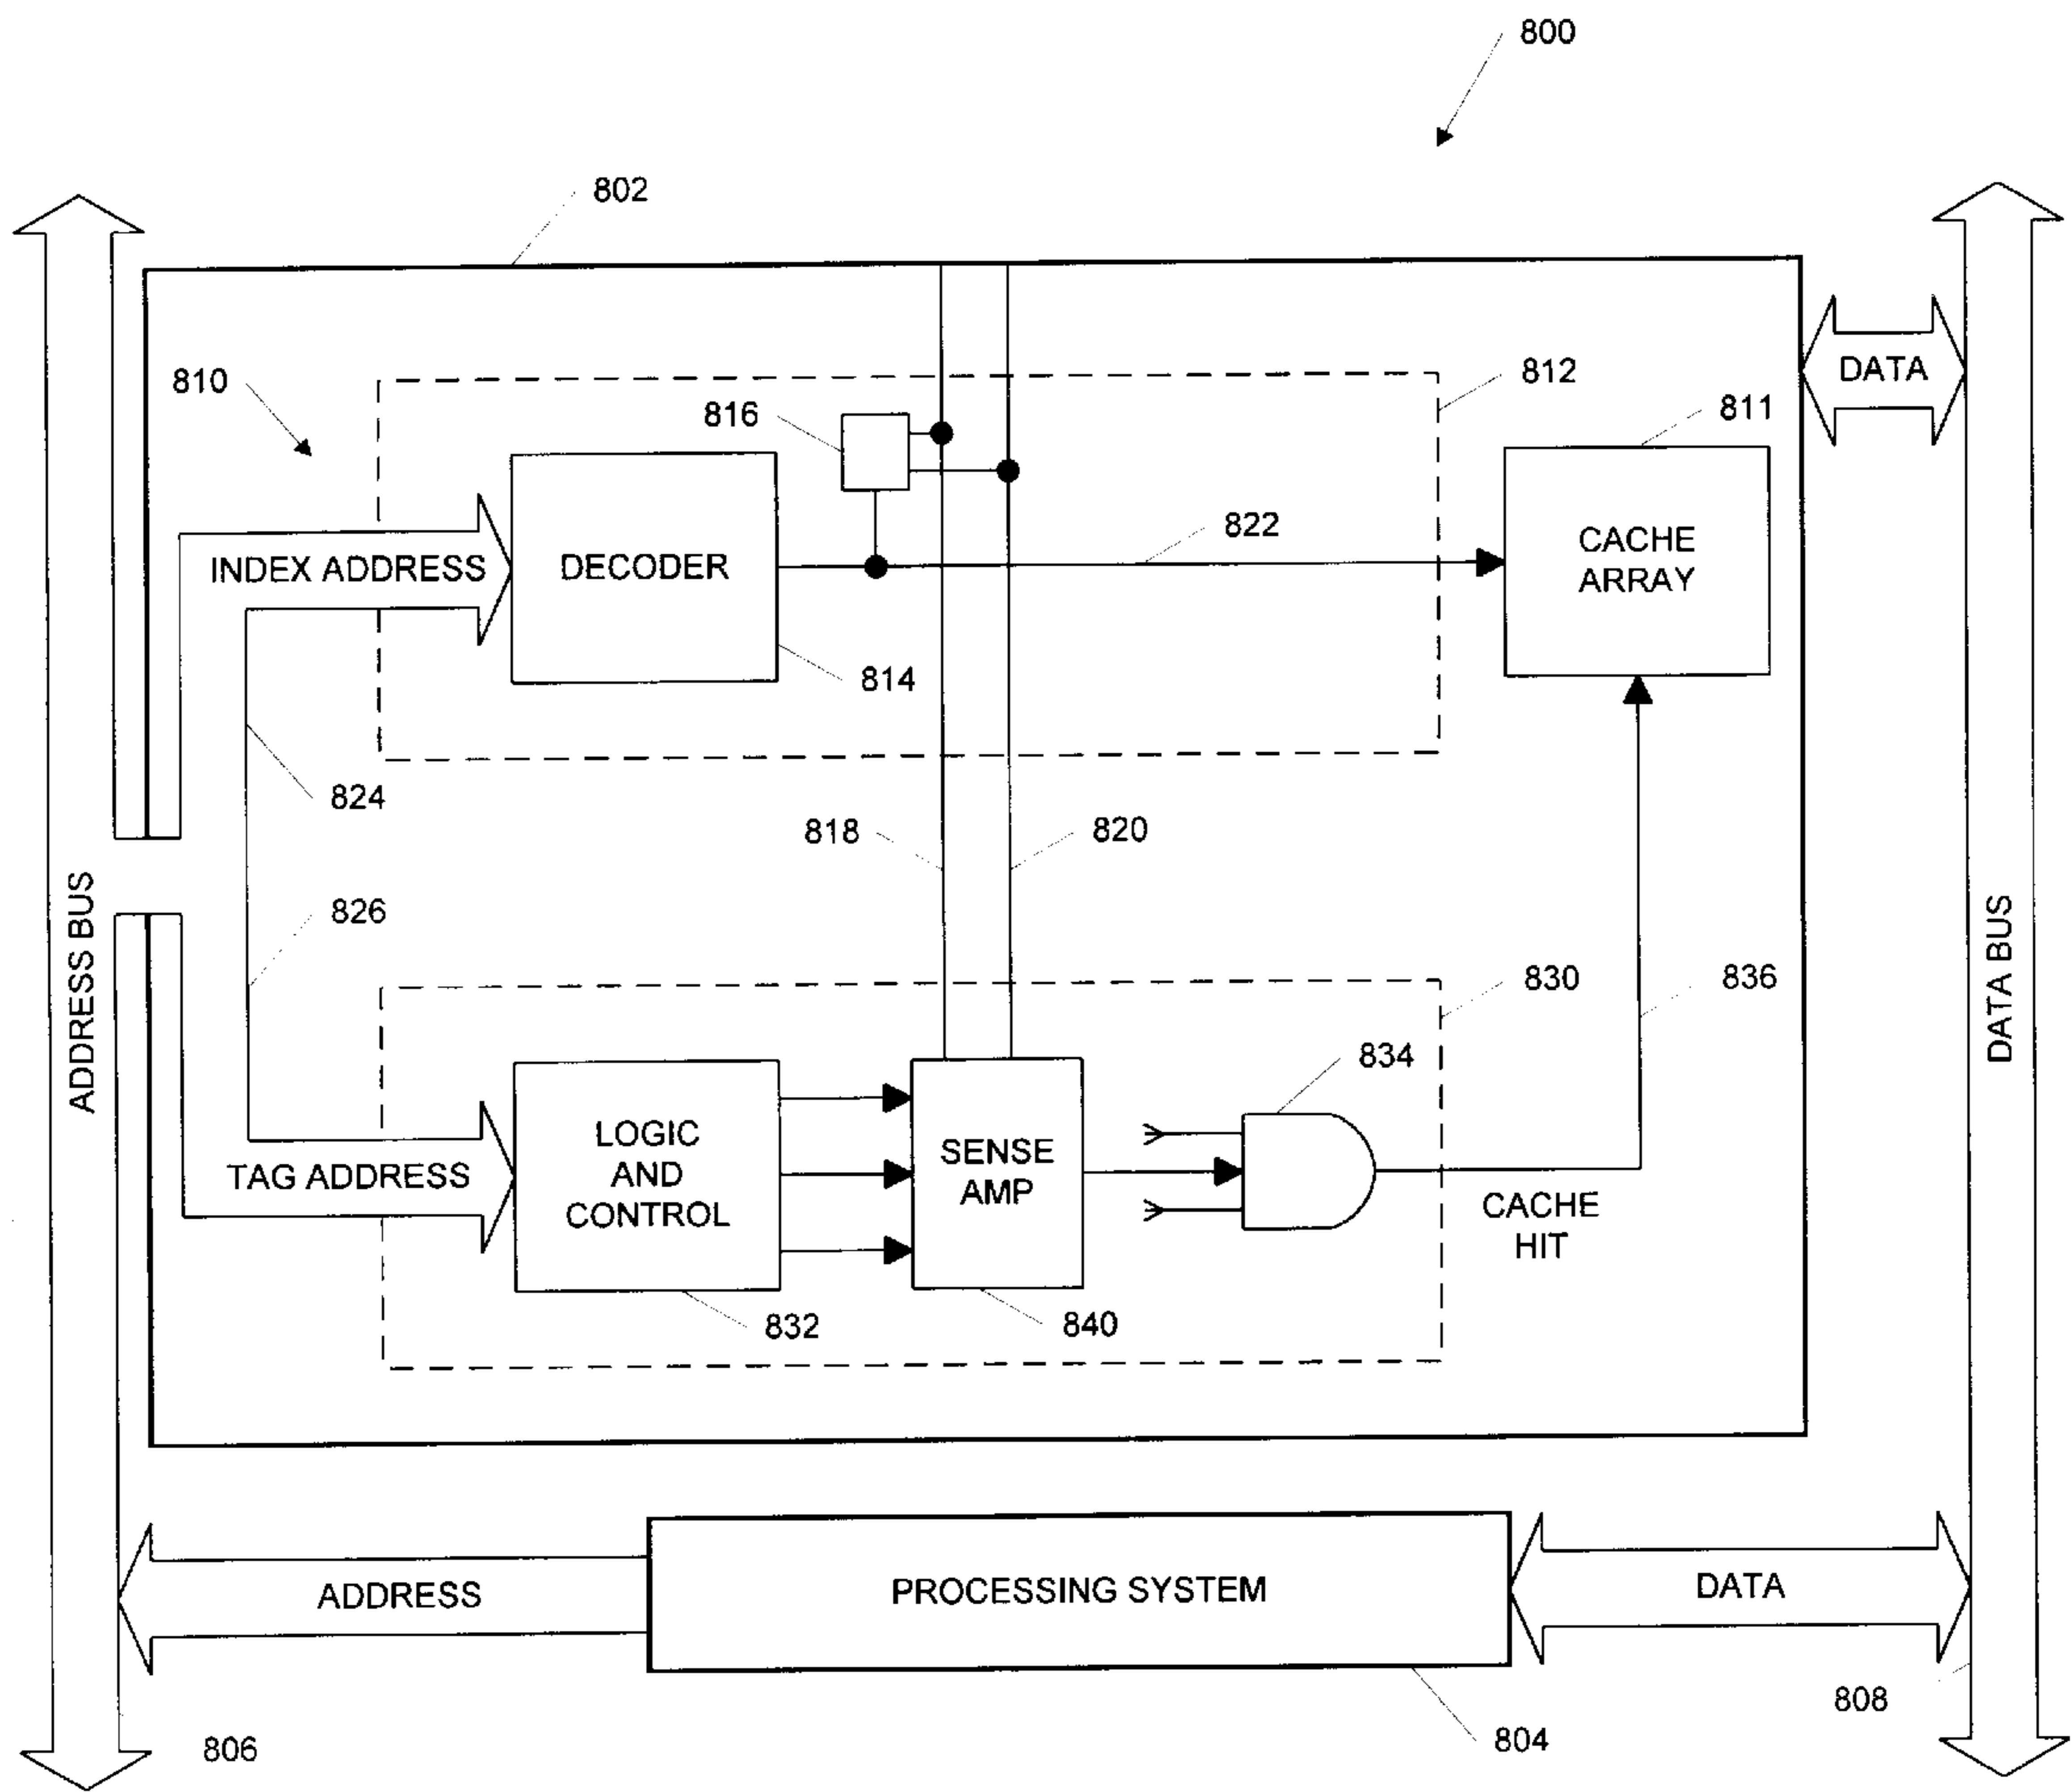 800
802
810
816
812
811
DATA
INDEX ADDRESS
DECODER
822
CACHE
ARRAY
814
824
818
820
826
ADDRESS BUS
DATA BUS
830
836
834
LOGIC
AND
CONTROL
TAG ADDRESS
SENSE
AMP
CACHE
HIT
832
840
ADDRESS
PROCESSING SYSTEM
DATA
806
804
808